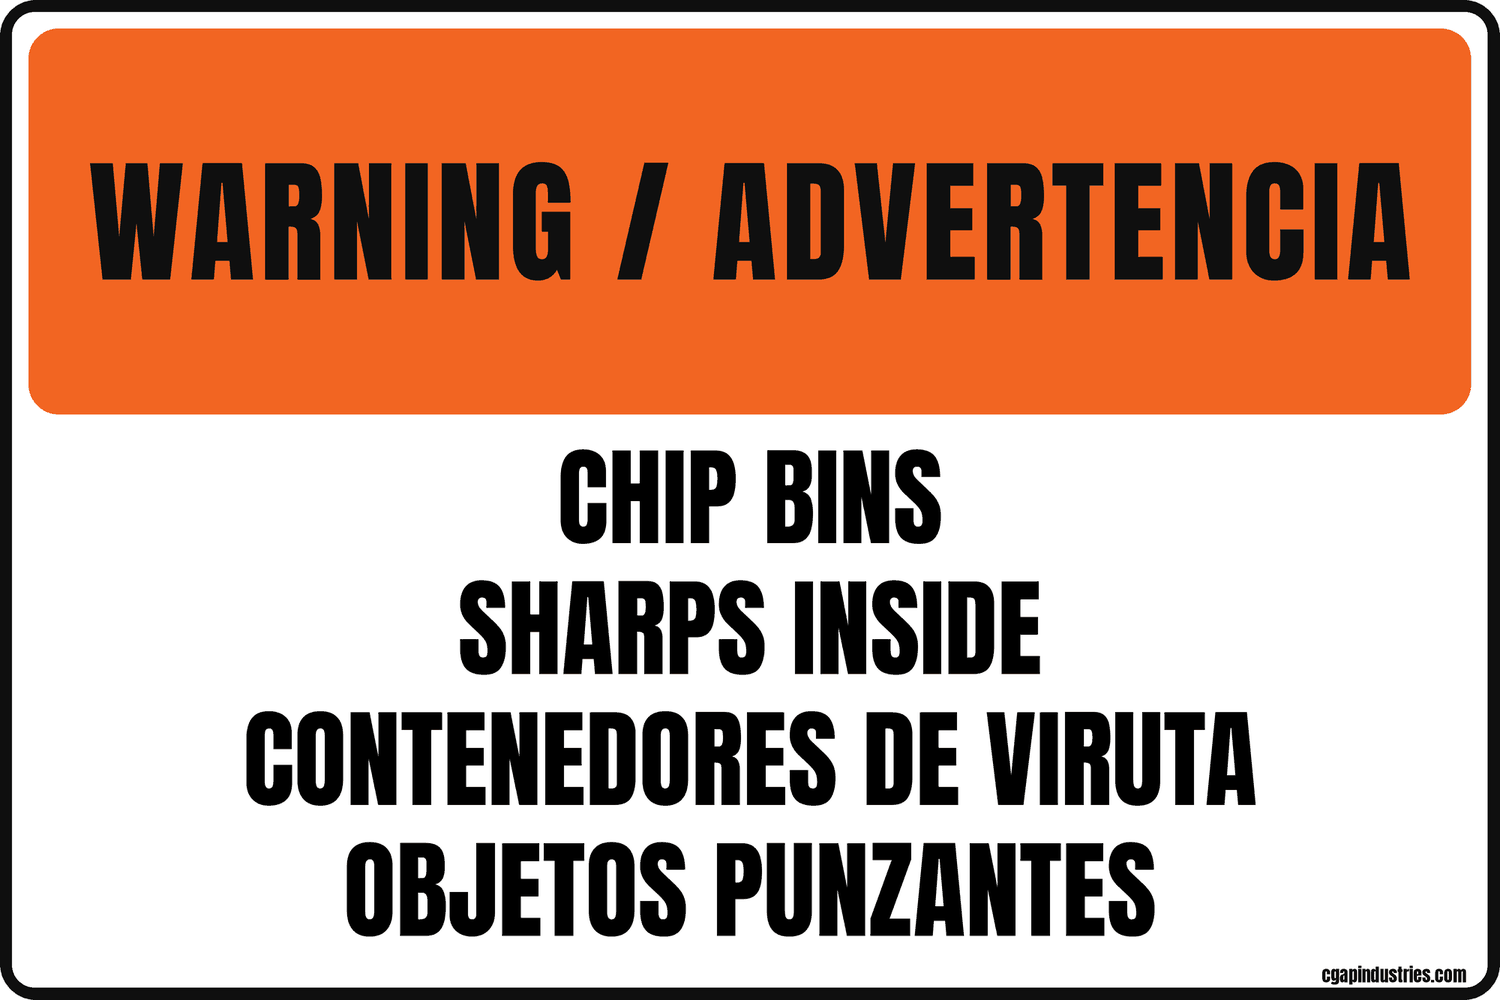 WARNING / ADVERTENCIA
CHIP BINS
SHARPS INSIDE
CONTENEDORES DE VIRUTA
OBJETOS PUNZANTES
cgapindustries.com